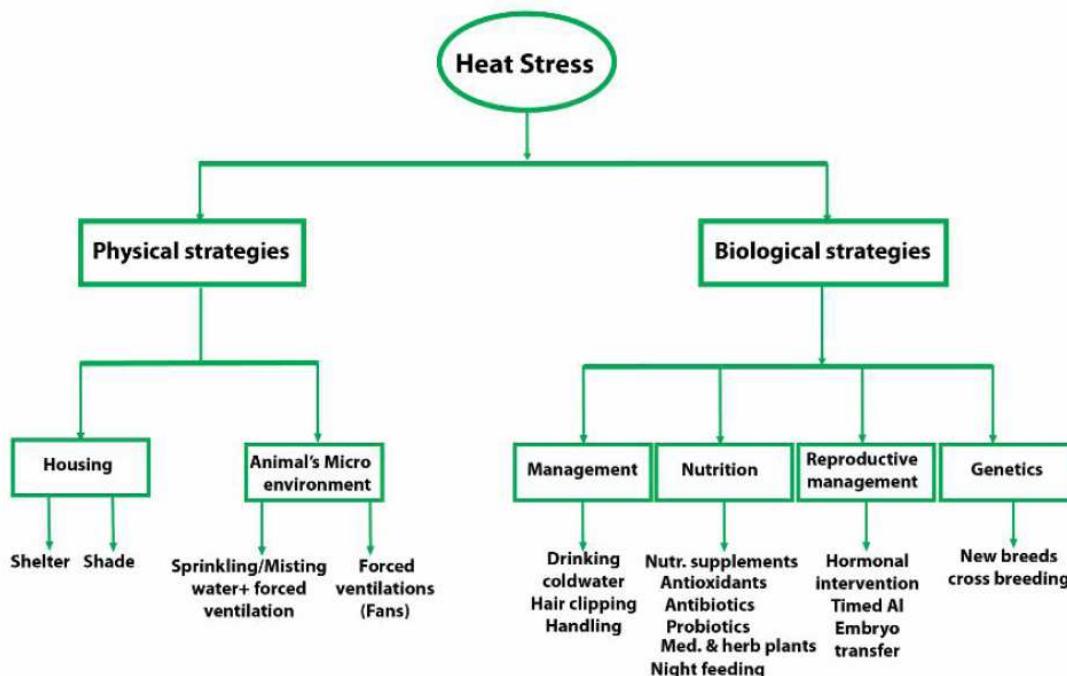 Heat Stress
Physical strategies
Biological strategies
Housing
Animal's Micro
environment
Management
Nutrition
Reproductive
management
Genetics
Shelter
Shade
Sprinkling/Misting
water+ forced
ventilation
Forced
ventilations
(Fans)
Drinking
coldwater
Hair clipping
Handling
Nutr. supplements
Antioxidants
Antibiotics
Probiotics
Med. & herb plants
Night feeding
Hormonal
intervention
Timed AI
Embryo
transfer
New breeds
cross breeding